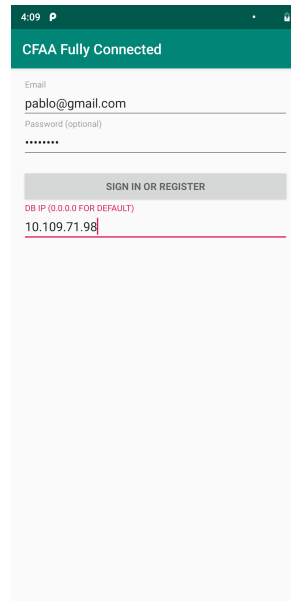 4:09
CFAA Fully Connected
Email
pablo@gmail.com
Password (optional)
••••••••
SIGN IN OR REGISTER
DB IP (0.0.0.0 FOR DEFAULT)
10.109.71.98